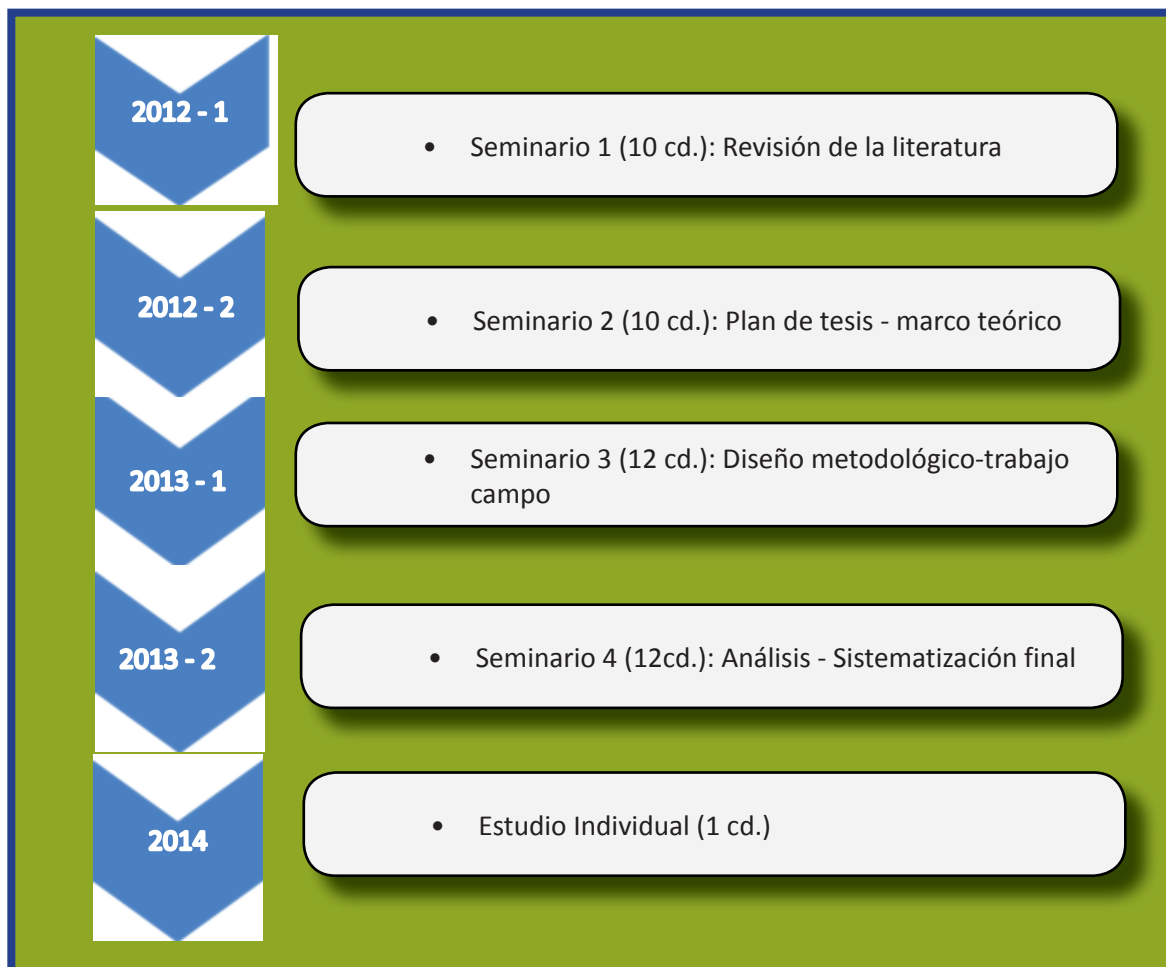 2012 - 1
• Seminario 1 (10 cd.): Revisión de la literatura
2012 - 2
• Seminario 2 (10 cd.): Plan de tesis - marco teórico
2013 - 1
• Seminario 3 (12 cd.): Diseño metodológico-trabajo
campo
2013 - 2
• Seminario 4 (12cd.): Análisis - Sistematización final
2014
• Estudio Individual (1 cd.)